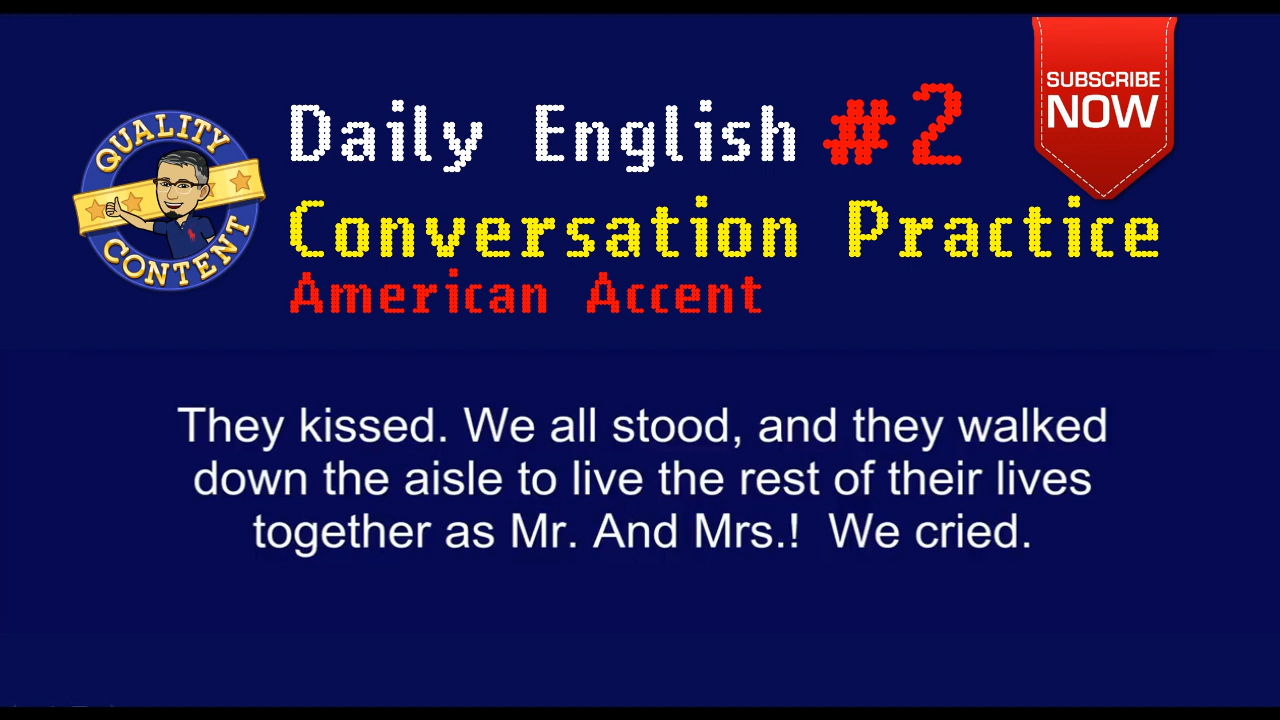 QUALITY
CONTENT
Daily English #2
SUBSCRIBE
NOW
Conversation Practice
American Accent
They kissed. We all stood, and they walked
down the aisle to live the rest of their lives
together as Mr. And Mrs.!  We cried.